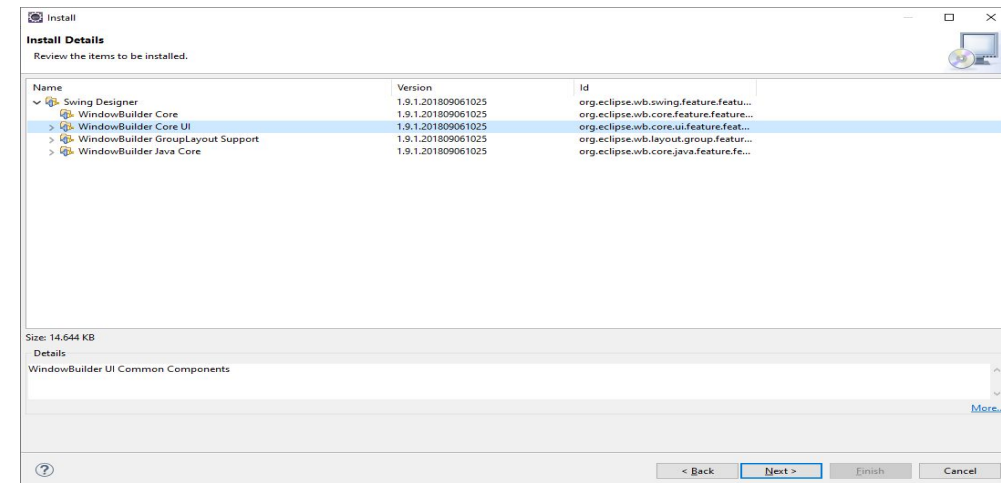 Install
Install Details
Review the items to be installed.
Name Version Id
Swing Designer 1.9.1.201809061025 org.eclipse.wb.swing.feature.featu...
WindowBuilder Core 1.9.1.201809061025 org.eclipse.wb.core.feature.feature...
WindowBuilder Core UI 1.9.1.201809061025 org.eclipse.wb.core.ui.feature.feat...
WindowBuilder GroupLayout Support 1.9.1.201809061025 org.eclipse.wb.layout.group.featur...
WindowBuilder Java Core 1.9.1.201809061025 org.eclipse.wb.core.java.feature.fe...
Size: 14.644 KB
Details
WindowBuilder UI Common Components
More..
< Back Next > Finish Cancel